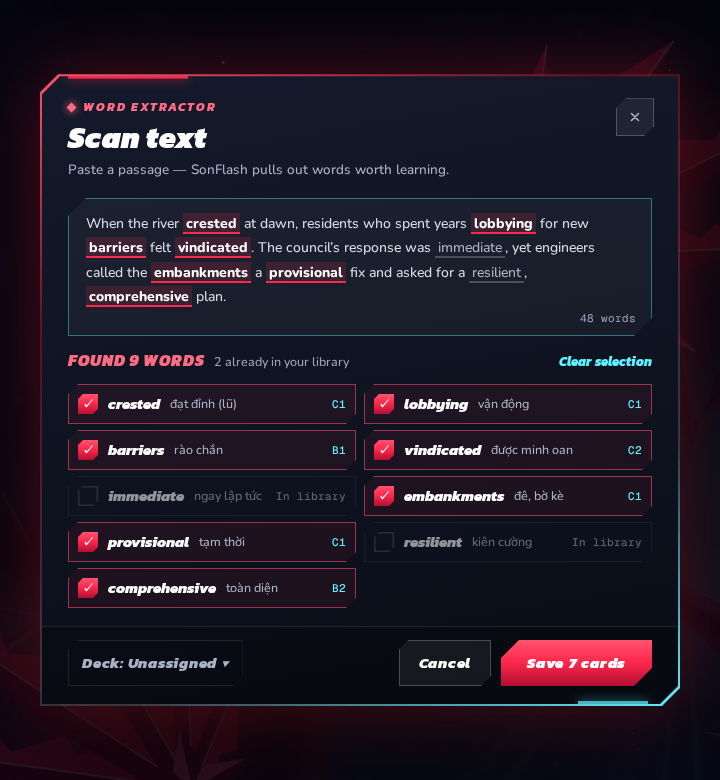 WORD EXTRACTOR
Scan text
Paste a passage — SonFlash pulls out words worth learning.
When the river crested at dawn, residents who spent years lobbying for new
barriers felt vindicated. The council's response was immediate, yet engineers
called the embankments a provisional fix and asked for a resilient,
comprehensive plan.
48 words
FOUND 9 WORDS 2 already in your library Clear selection
✓ crested đạt đỉnh (lũ) C1
✓ lobbying vận động C1
✓ barriers rào chắn B1
✓ vindicated được minh oan C2
immediate ngay lập tức In library
✓ embankments đê, bờ kè C1
✓ provisional tạm thời C1
resilient kiên cường In library
✓ comprehensive toàn diện B2
Deck: Unassigned ▾ Cancel Save 7 cards